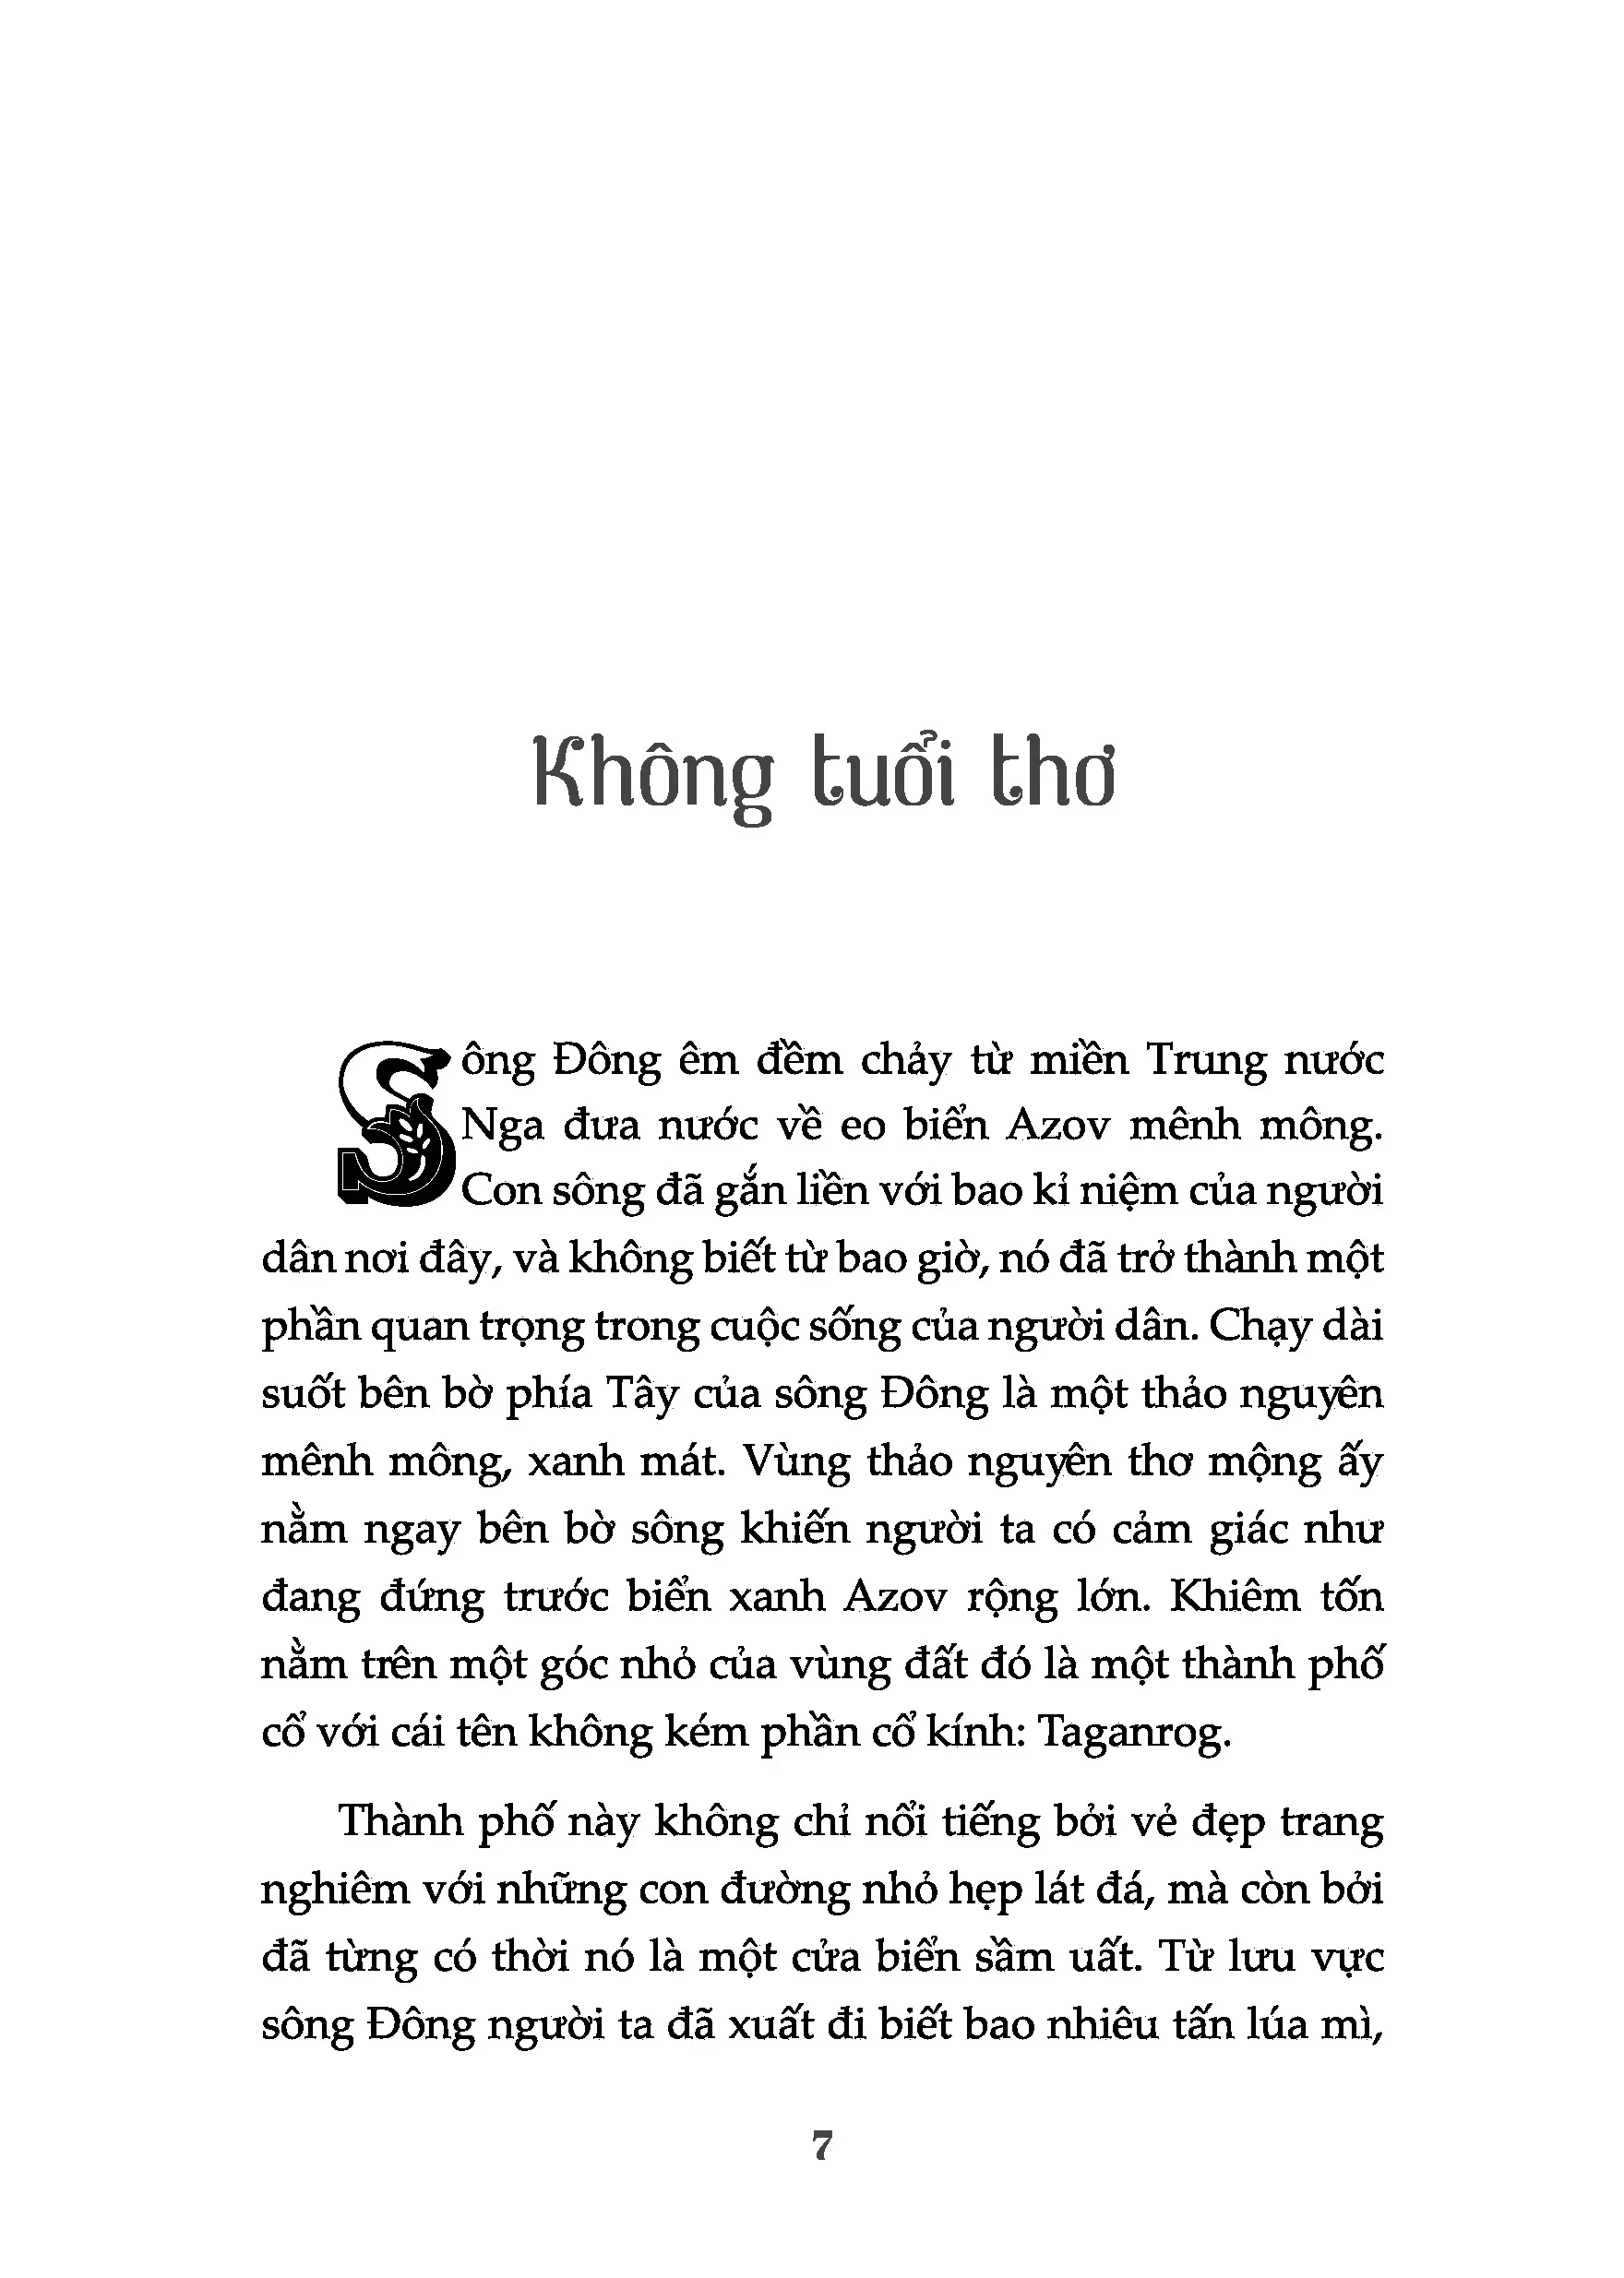 Không tuổi thơ
Sông Đông êm đềm chảy từ miền Trung nước
Nga đưa nước về eo biển Azov mênh mông.
Con sông đã gắn liền với bao kỉ niệm của người
dân nơi đây, và không biết từ bao giờ, nó đã trở thành một
phần quan trọng trong cuộc sống của người dân. Chạy dài
suốt bên bờ phía Tây của sông Đông là một thảo nguyên
mênh mông, xanh mát. Vùng thảo nguyên thơ mộng ấy
nằm ngay bên bờ sông khiến người ta có cảm giác như
đang đứng trước biển xanh Azov rộng lớn. Khiêm tốn
nằm trên một góc nhỏ của vùng đất đó là một thành phố
cổ với cái tên không kém phần cổ kính: Taganrog.
Thành phố này không chỉ nổi tiếng bởi vẻ đẹp trang
nghiêm với những con đường nhỏ hẹp lát đá, mà còn bởi
đã từng có thời nó là một cửa biển sầm uất. Từ lưu vực
sông Đông người ta đã xuất đi biết bao nhiêu tấn lúa mì,
7